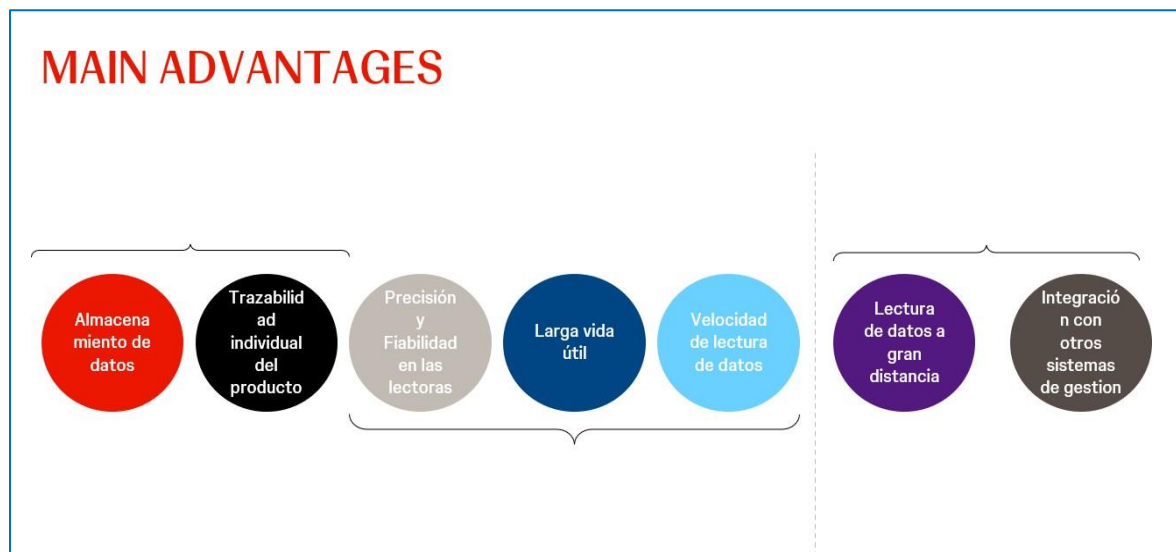 MAIN ADVANTAGES
Almacena
miento de
datos
Trazabilid
ad
individual
del
producto
Precisión
y
Fiabilidad
en las
lectoras
Larga vida
útil
Velocidad
de lectura
de datos
Lectura
de datos a
gran
distancia
Integració
n con
otros
sistemas
de gestion